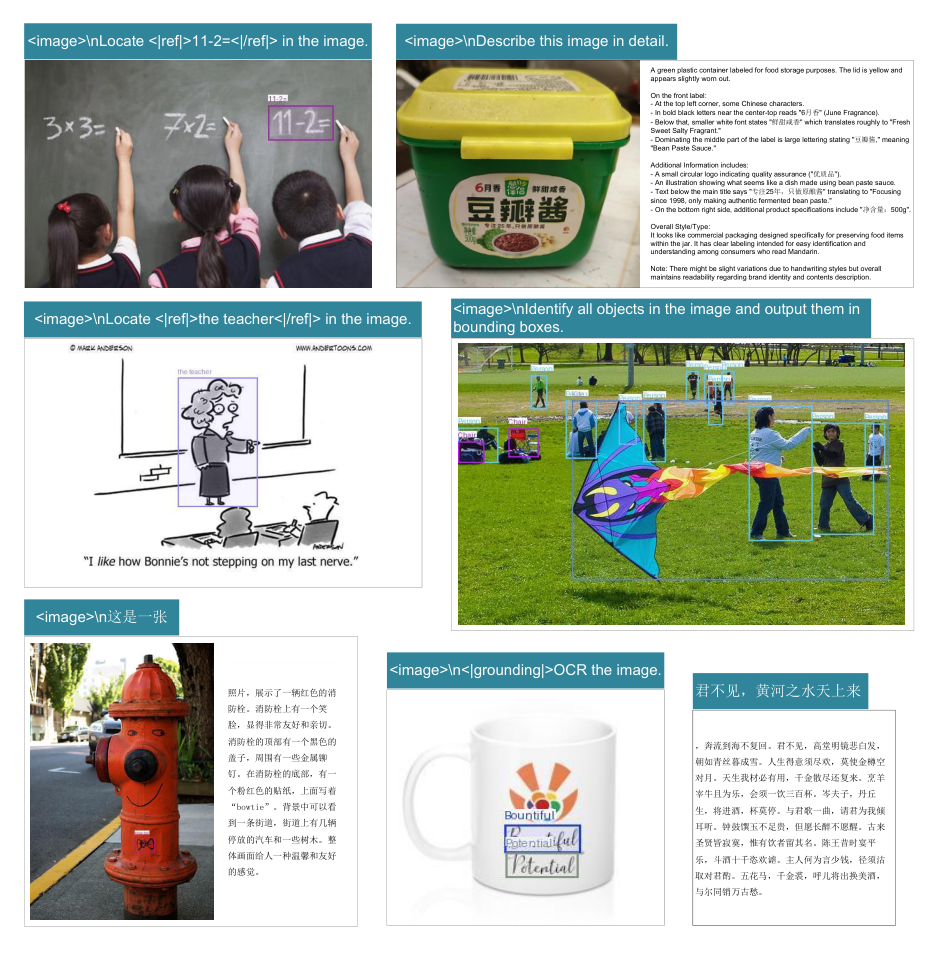 <image>\nLocate <|ref|>11-2=<|/ref|> in the image.
11-2=
3×3=
7×2=
11-2=
<image>\nDescribe this image in detail.
6月香
鲜甜咸香
豆瓣酱
A green plastic container labeled for food storage purposes. The lid is yellow and
appears slightly worn out.
On the front label:
- At the top left corner, some Chinese characters.
- In bold black letters near the center-top reads "6月香" (June Fragrance).
- Below that, smaller white font states "鲜甜咸香" which translates roughly to "Fresh
Sweet Salty Fragrant."
- Dominating the middle part of the label is large lettering stating "豆瓣酱," meaning
"Bean Paste Sauce."
Additional Information includes:
- A small circular logo indicating quality assurance ("优质品").
- An illustration showing what seems like a dish made using bean paste sauce.
- Text below the main title says "专注25年, 只做原酿酱" translating to "Focusing
since 1998, only making authentic fermented bean paste."
- On the bottom right side, additional product specifications include "净含量: 500g".
Overall Style/Type:
It looks like commercial packaging designed specifically for preserving food items
within the jar. It has clear labeling intended for easy identification and
understanding among consumers who read Mandarin.
Note: There might be slight variations due to handwriting styles but overall
maintains readability regarding brand identity and contents description.
<image>\nLocate <|ref|>the teacher<|/ref|> in the image.
© MARK ANDERSON
WWW.ANDERTOONS.COM
the teacher
ANDERSON
"I like how Bonnie's not stepping on my last nerve."
<image>\nIdentify all objects in the image and output them in
bounding boxes.
Person
Person
Person
Person
Person
Chair
Chair
<image>\n这是一张
照片，展示了一辆红色的消
防栓。消防栓上有一个笑
脸，显得非常友好和亲切。
消防栓的顶部有一个黑色的
盖子，周围有一些金属铆
钉。在消防栓的底部，有一
个粉红色的贴纸，上面写着
“bowtie”。背景中可以看
到一条街道，街道上有几辆
停放的汽车和一些树木。整
体画面给人一种温馨和友好
的感觉。
<image>\n<|grounding|>OCR the image.
Bountiful
Potential
Potential
君不见，黄河之水天上来
，奔流到海不复回。君不见，高堂明镜悲白发，
朝如青丝暮成雪。人生得意须尽欢，莫使金樽空
对月。天生我材必有用，千金散尽还复来。烹羊
宰牛且为乐，会须一饮三百杯。岑夫子，丹丘
生，将进酒，杯莫停。与君歌一曲，请君为我倾
耳听。钟鼓馔玉不足贵，但愿长醉不愿醒。古来
圣贤皆寂寞，惟有饮者留其名。陈王昔时宴平
乐，斗酒十千恣欢谑。主人何为言少钱，径须沽
取对君酌。五花马，千金裘，呼儿将出换美酒，
与尔同销万古愁。